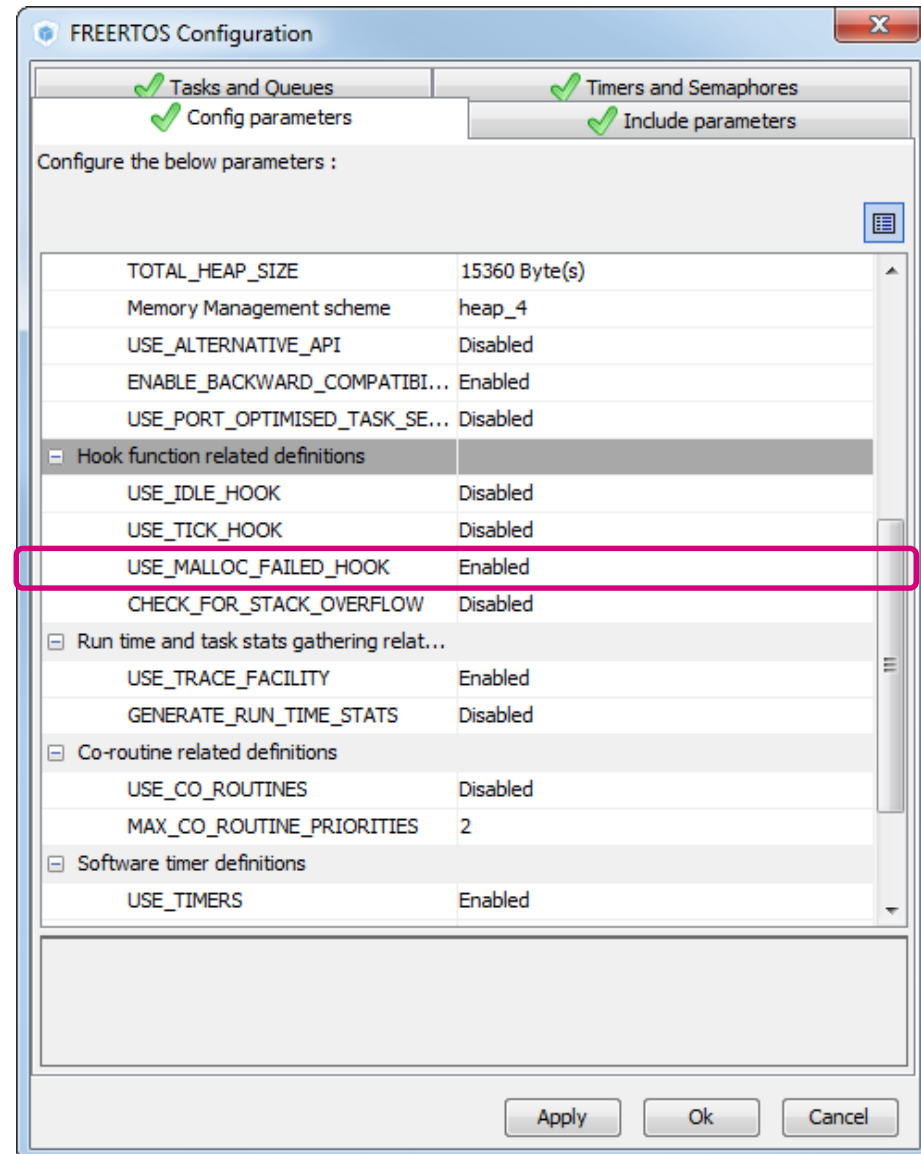 FREERTOS Configuration
Tasks and Queues
Timers and Semaphores
Config parameters
Include parameters
Configure the below parameters :
TOTAL_HEAP_SIZE 15360 Byte(s)
Memory Management scheme heap_4
USE_ALTERNATIVE_API Disabled
ENABLE_BACKWARD_COMPATIBI... Enabled
USE_PORT_OPTIMISED_TASK_SE... Disabled
Hook function related definitions
USE_IDLE_HOOK Disabled
USE_TICK_HOOK Disabled
USE_MALLOC_FAILED_HOOK Enabled
CHECK_FOR_STACK_OVERFLOW Disabled
Run time and task stats gathering relat...
USE_TRACE_FACILITY Enabled
GENERATE_RUN_TIME_STATS Disabled
Co-routine related definitions
USE_CO_ROUTINES Disabled
MAX_CO_ROUTINE_PRIORITIES 2
Software timer definitions
USE_TIMERS Enabled
Apply Ok Cancel